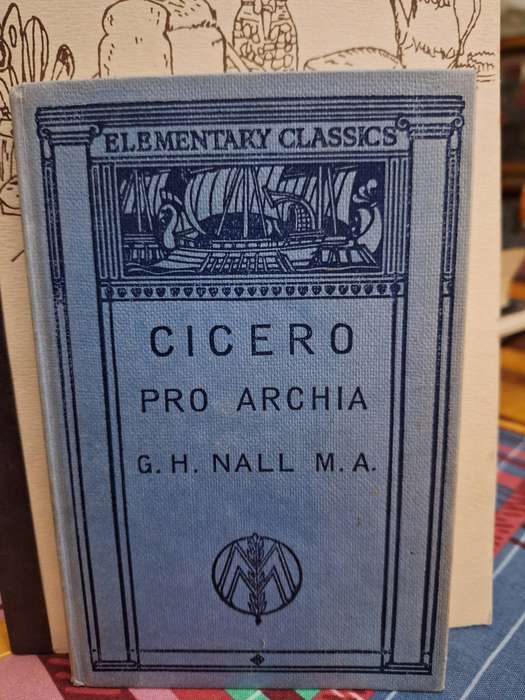 ELEMENTARY CLASSICS
CICERO
PRO ARCHIA
G. H. NALL M. A.
M